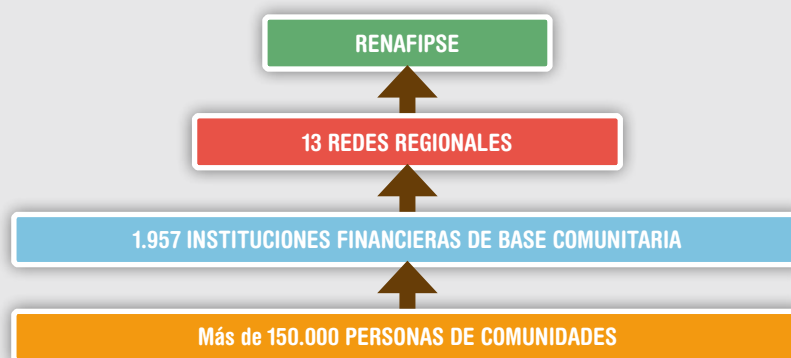 RENAFIPSE
13 REDES REGIONALES
1.957 INSTITUCIONES FINANCIERAS DE BASE COMUNITARIA
Más de 150.000 PERSONAS DE COMUNIDADES